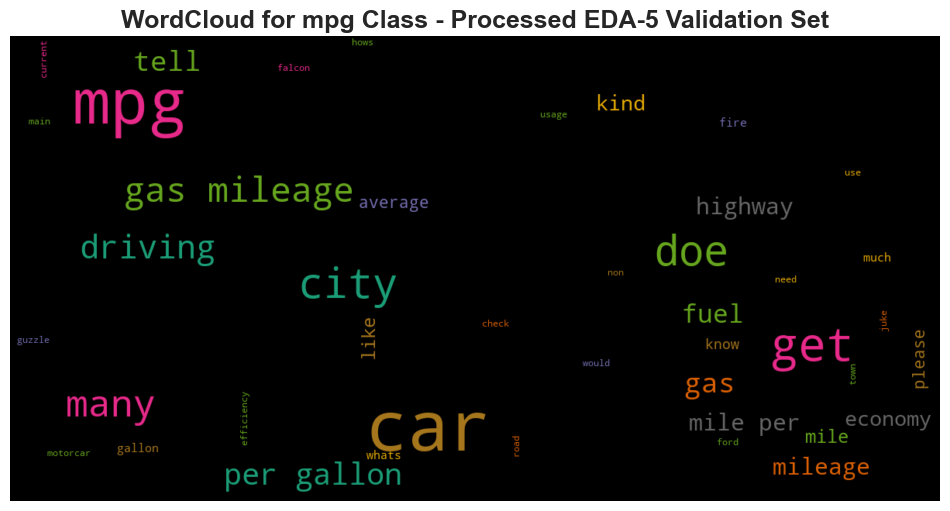 WordCloud for mpg Class - Processed EDA-5 Validation Set
hows
current
tell
falcon
mpg
kind
usage
main
fire
use
gas mileage
average
highway
driving
doe
city
much
non
need
fuel
juke
like
check
get
guzzle
know
please
would
town
gas
many
efficiency
car
mile per
economy
mile
ford
road
gallon
motorcar
whats
per gallon
mileage